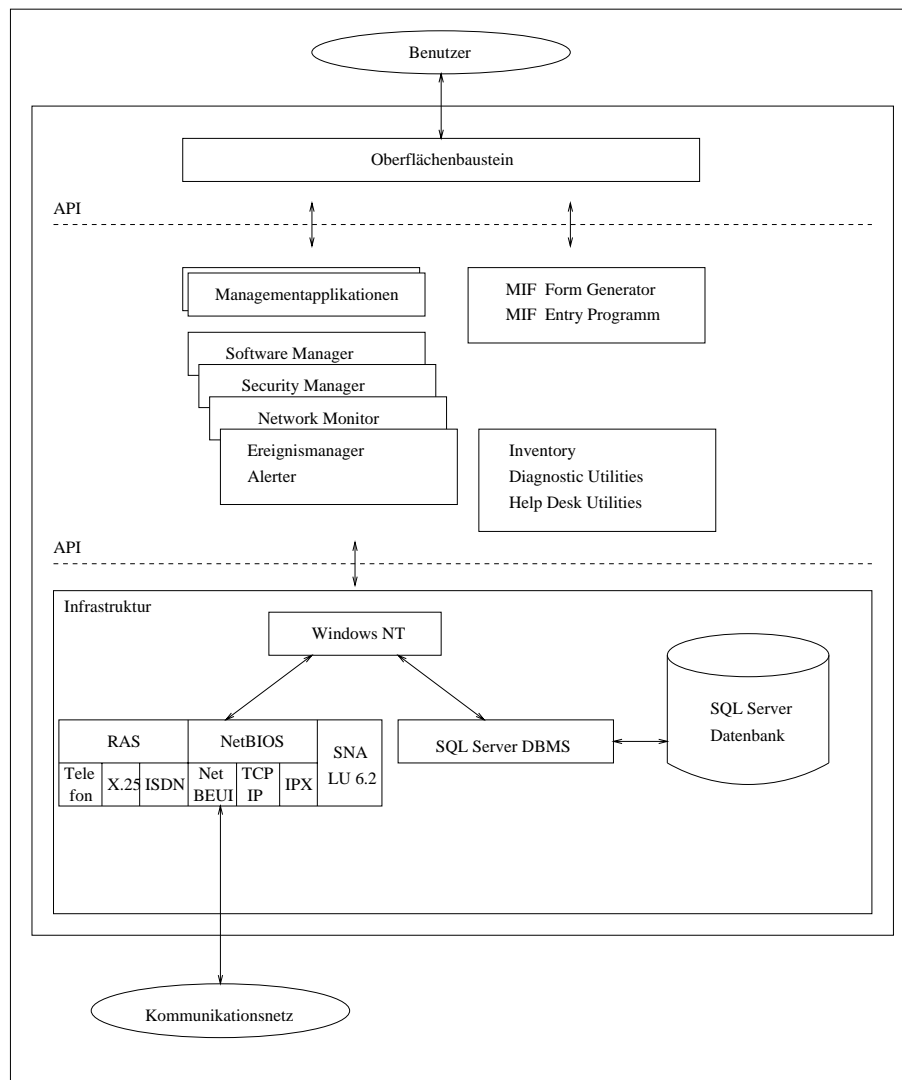 Benutzer
Oberflächenbaustein
API
Managementapplikationen
MIF Form Generator
MIF Entry Programm
Software Manager
Security Manager
Network Monitor
Ereignismanager
Alerter
Inventory
Diagnostic Utilities
Help Desk Utilities
API
Infrastruktur
Windows NT
SQL Server
Datenbank
SQL Server DBMS
RAS
NetBIOS
SNA
LU 6.2
Tele
fon
X.25
ISDN
Net
BEUI
TCP
IP
IPX
Kommunikationsnetz